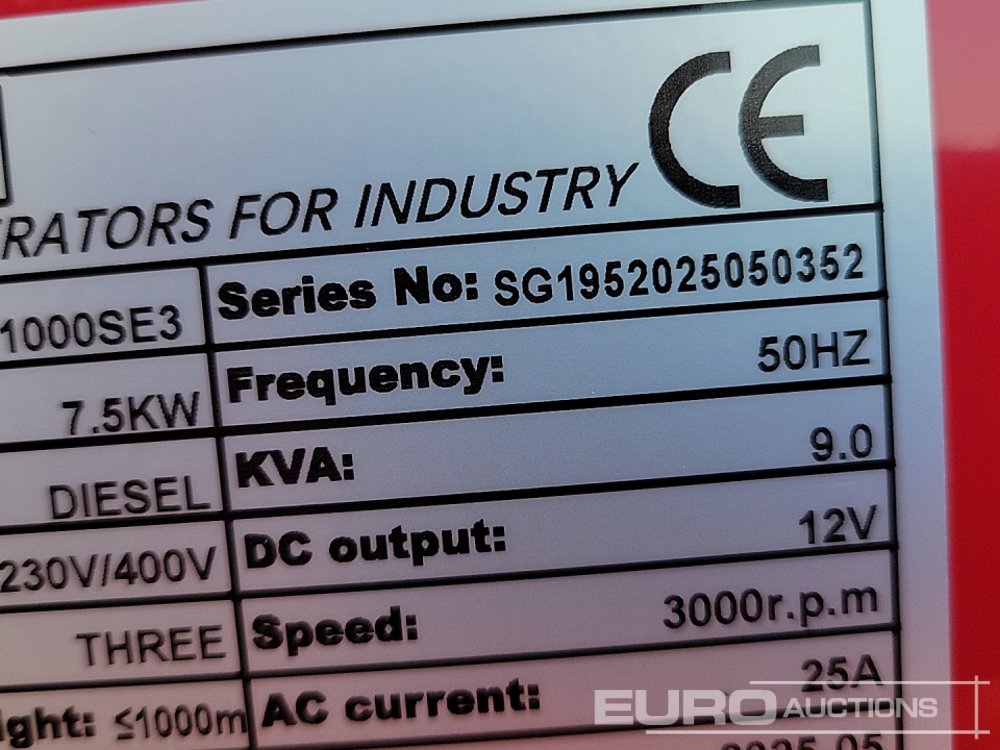 ERATORS FOR INDUSTRY CE
1000SE3 Series No: SG1952025050352
7.5KW Frequency: 50HZ
DIESEL KVA: 9.0
230V/400V DC output: 12V
THREE Speed: 3000r.p.m
ight: ≤1000m AC current: 25A
EURO AUCTIONS